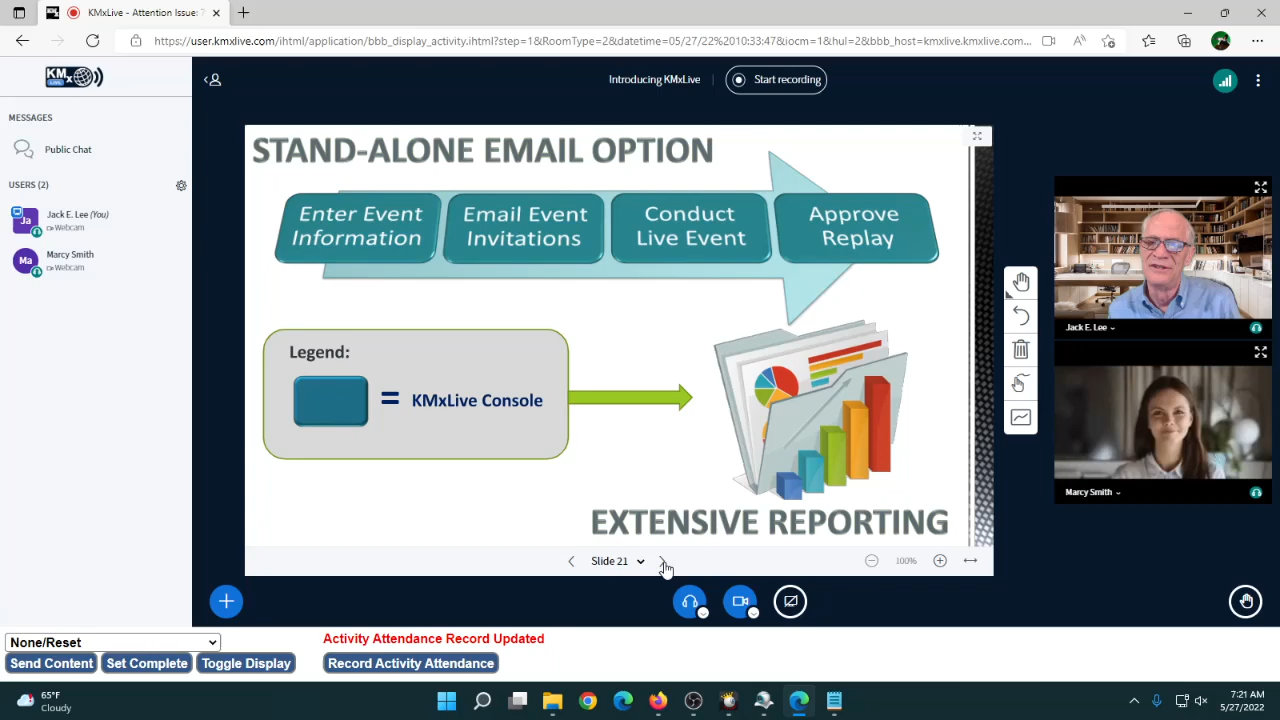 KMxLive - Attention Issue: ?
https://user.kmxlive.com/ihtml/application/bbb_display_activity.ihtml?step=1&RoomType=2&datetime=05/27/22%2010:33:47&iocm=1&hul=2&bbb_host=kmxlive.kmxlive.com...
KMx
LIVE
Introducing KMxLive
Start recording
MESSAGES
Public Chat
USERS (2)
Ja
Jack E. Lee (You)
Webcam
Ma
Marcy Smith
Webcam
STAND-ALONE EMAIL OPTION
Enter Event
Information
Email Event
Invitations
Conduct
Live Event
Approve
Replay
Legend:
= KMxLive Console
EXTENSIVE REPORTING
Slide 21
100%
Jack E. Lee
Marcy Smith
None/Reset
Activity Attendance Record Updated
Send Content
Set Complete
Toggle Display
Record Activity Attendance
65°F
Cloudy
7:21 AM
5/27/2022